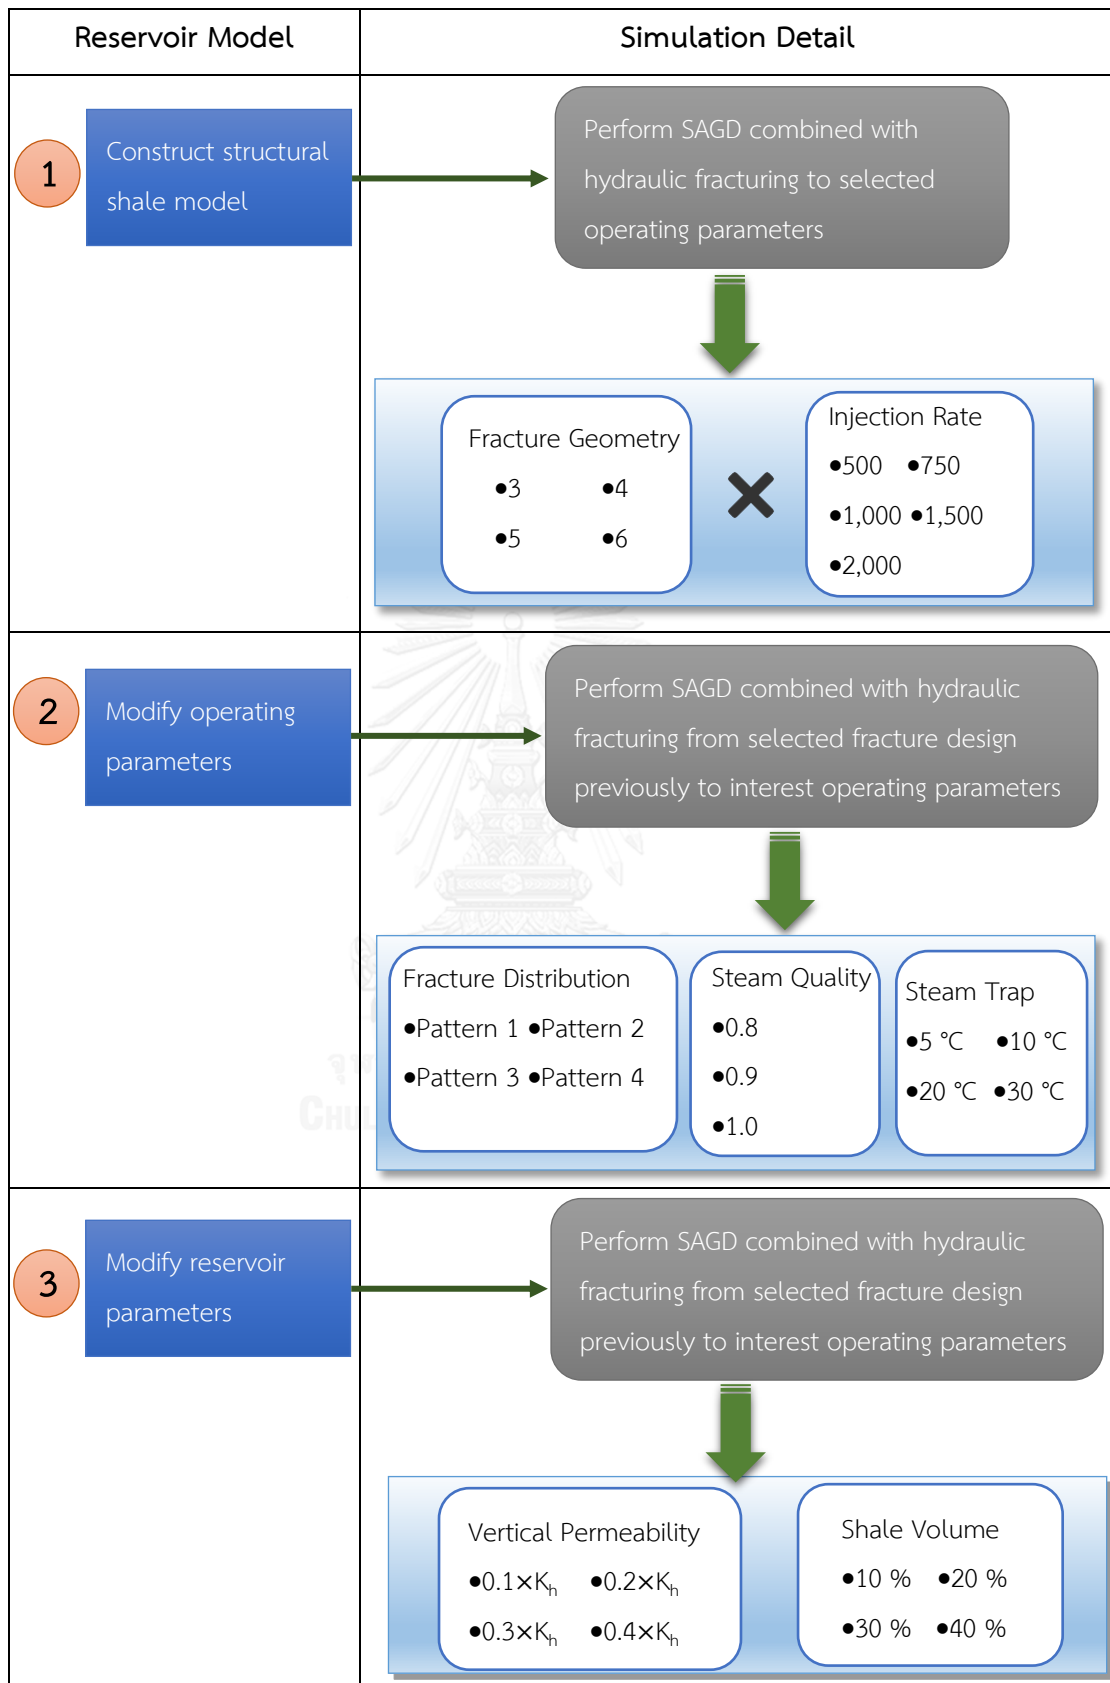 Reservoir Model
Simulation Detail
1
Construct structural
shale model
Perform SAGD combined with
hydraulic fracturing to selected
operating parameters
Fracture Geometry
●3 ●4
●5 ●6
×
Injection Rate
●500 ●750
●1,000 ●1,500
●2,000
2
Modify operating
parameters
Perform SAGD combined with hydraulic
fracturing from selected fracture design
previously to interest operating parameters
Fracture Distribution
●Pattern 1 ●Pattern 2
●Pattern 3 ●Pattern 4
Steam Quality
●0.8
●0.9
●1.0
Steam Trap
●5 °C ●10 °C
●20 °C ●30 °C
CHUL
3
Modify reservoir
parameters
Perform SAGD combined with hydraulic
fracturing from selected fracture design
previously to interest operating parameters
Vertical Permeability
●0.1×Kₕ ●0.2×Kₕ
●0.3×Kₕ ●0.4×Kₕ
Shale Volume
●10 % ●20 %
●30 % ●40 %